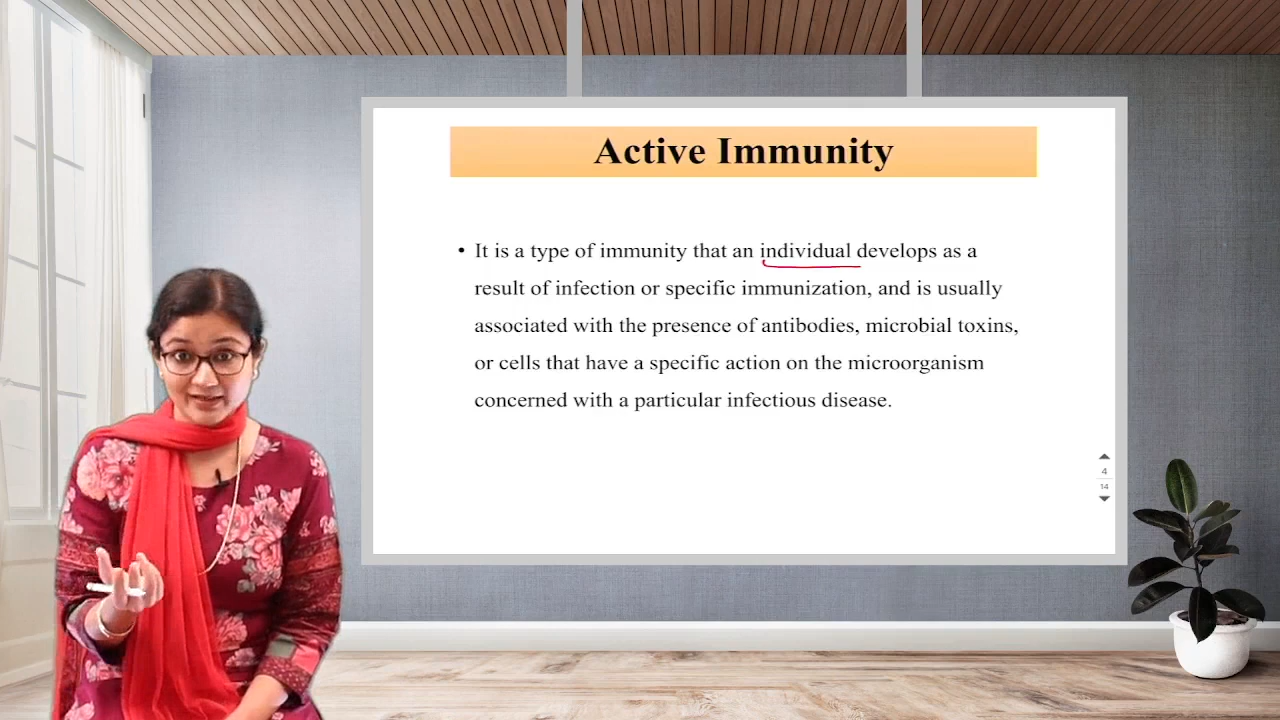 Active Immunity
• It is a type of immunity that an individual develops as a
result of infection or specific immunization, and is usually
associated with the presence of antibodies, microbial toxins,
or cells that have a specific action on the microorganism
concerned with a particular infectious disease.
4
14